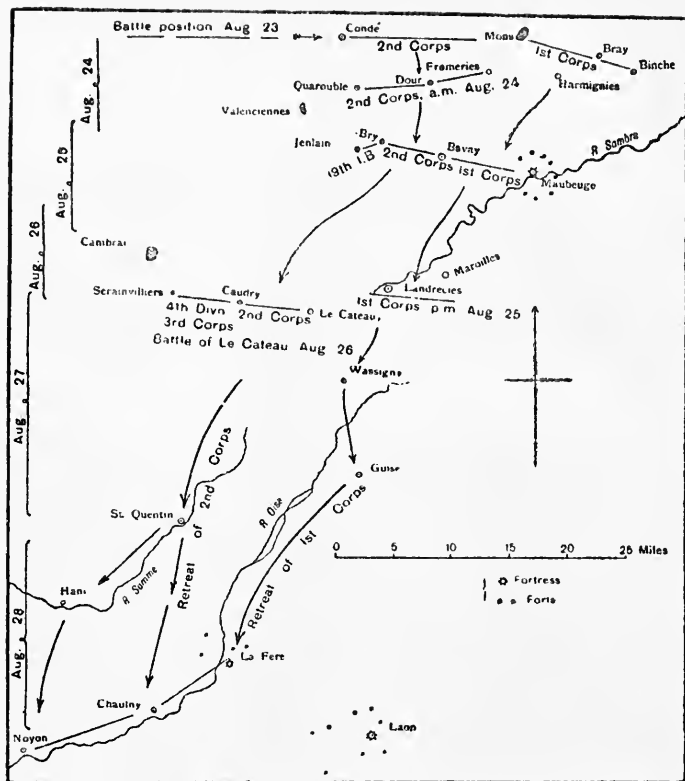 Battle position Aug 23
Condé
2nd Corps
Mons
1st Corps
Bray
Binche
Frameries
Dour
Quarouble
2nd Corps, a.m. Aug. 24
Harmignies
Valenciennes
R Sambre
Bry
Jenlain
Bavay
19th I.B
2nd Corps
1st Corps
Maubeuge
Aug. 24
Aug. 25
Aug. 26
Aug. 27
Aug. 28
Cambrai
Maroilles
Landrecies
1st Corps p m Aug 25
Serainvilliers
Caudry
Le Cateau
4th Divn
2nd Corps
3rd Corps
Battle of Le Cateau Aug 26
Wassigne
Guise
St. Quentin
Retreat of 2nd Corps
R Oise
Retreat of 1st Corps
0 5 10 15 20 25 Miles
Fortress
Forts
Ham
R Somme
La Fere
Chaulny
Noyon
Laon